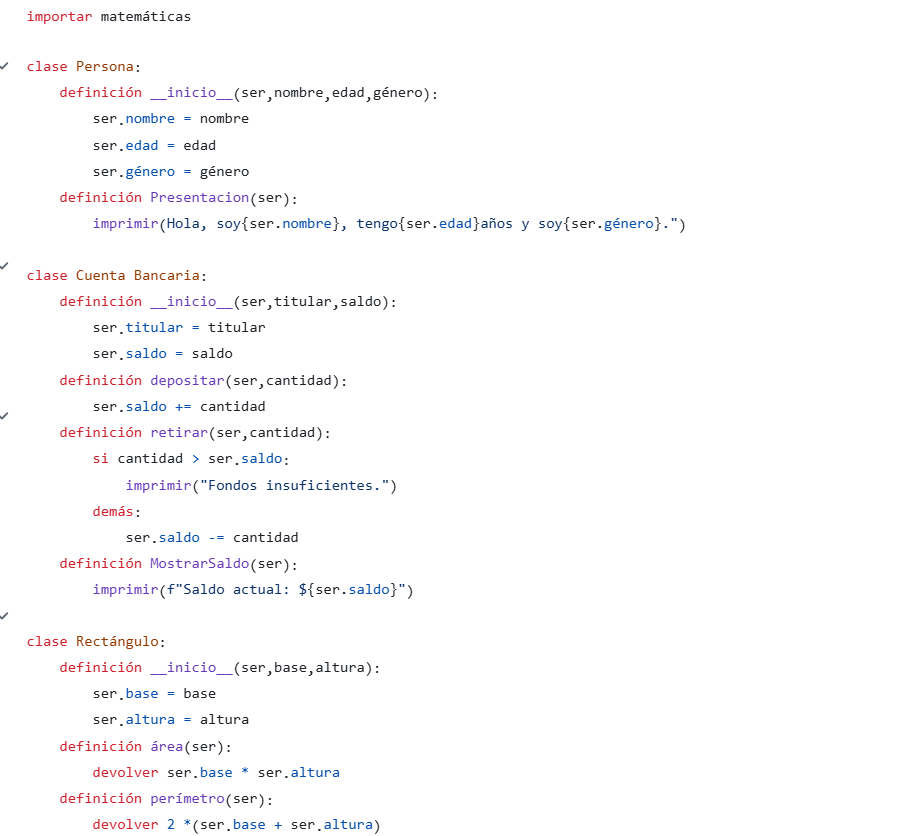 importar matemáticas
clase Persona:
definición __inicio__(ser,nombre,edad,género):
ser.nombre = nombre
ser.edad = edad
ser.género = género
definición Presentacion(ser):
imprimir(Hola, soy{ser.nombre}, tengo{ser.edad}años y soy{ser.género}.")
clase Cuenta Bancaria:
definición __inicio__(ser,titular,saldo):
ser.titular = titular
ser.saldo = saldo
definición depositar(ser,cantidad):
ser.saldo += cantidad
definición retirar(ser,cantidad):
si cantidad > ser.saldo:
imprimir("Fondos insuficientes.")
demás:
ser.saldo -= cantidad
definición MostrarSaldo(ser):
imprimir(f"Saldo actual: ${ser.saldo}")
clase Rectángulo:
definición __inicio__(ser,base,altura):
ser.base = base
ser.altura = altura
definición área(ser):
devolver ser.base * ser.altura
definición perímetro(ser):
devolver 2 *(ser.base + ser.altura)